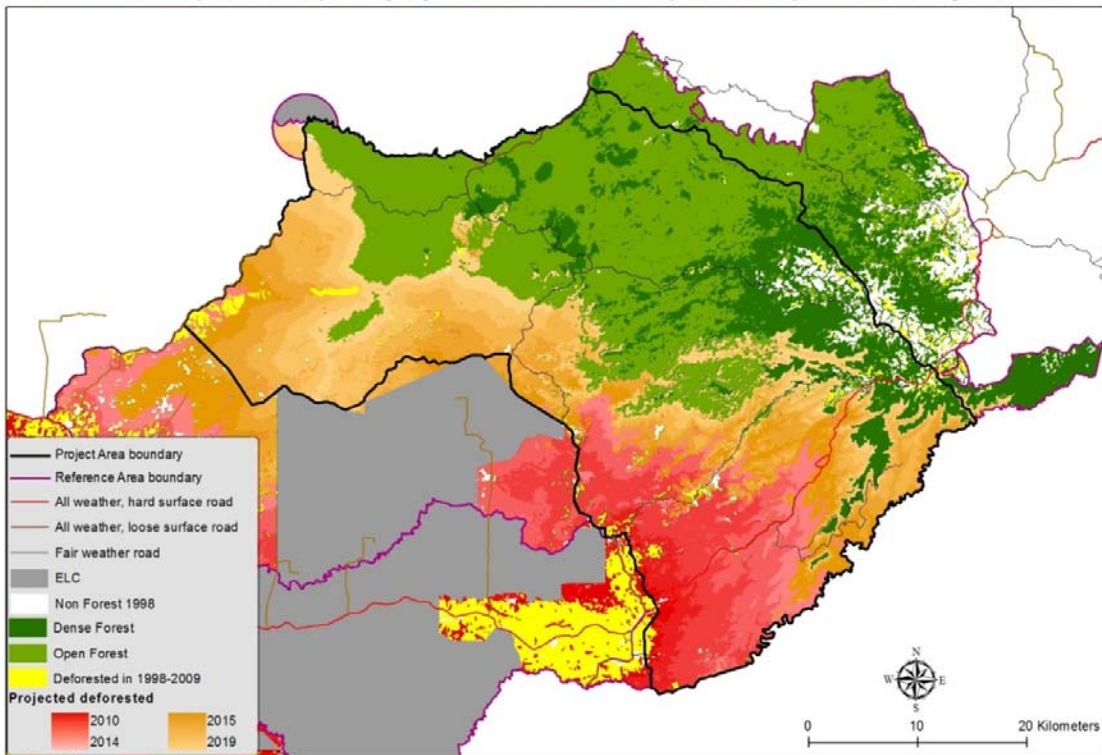 Project Area boundary
Reference Area boundary
All weather, hard surface road
All weather, loose surface road
Fair weather road
ELC
Non Forest 1998
Dense Forest
Open Forest
Deforested in 1998-2009
Projected deforested
2010 2015
2014 2019
N
W E
S
0 10 20 Kilometers